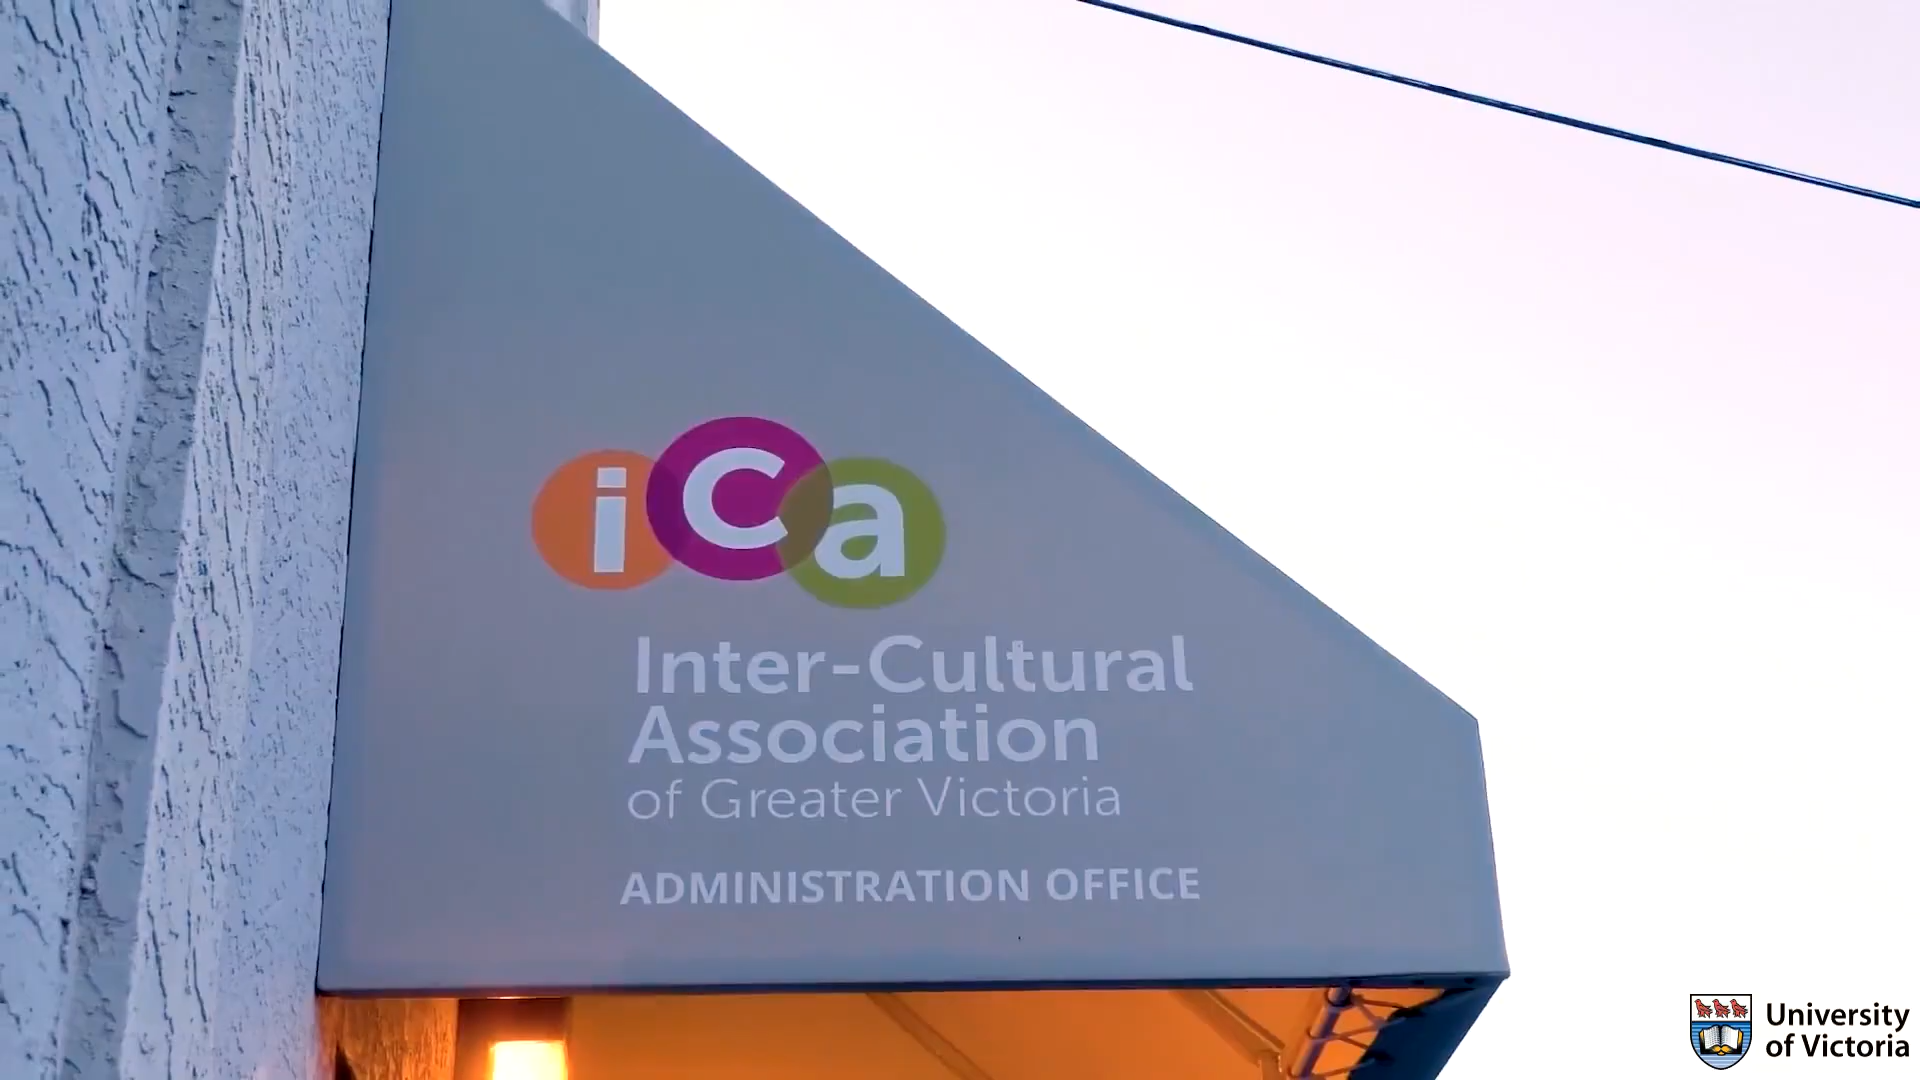 ica
Inter-Cultural
Association
of Greater Victoria
ADMINISTRATION OFFICE
University
of Victoria